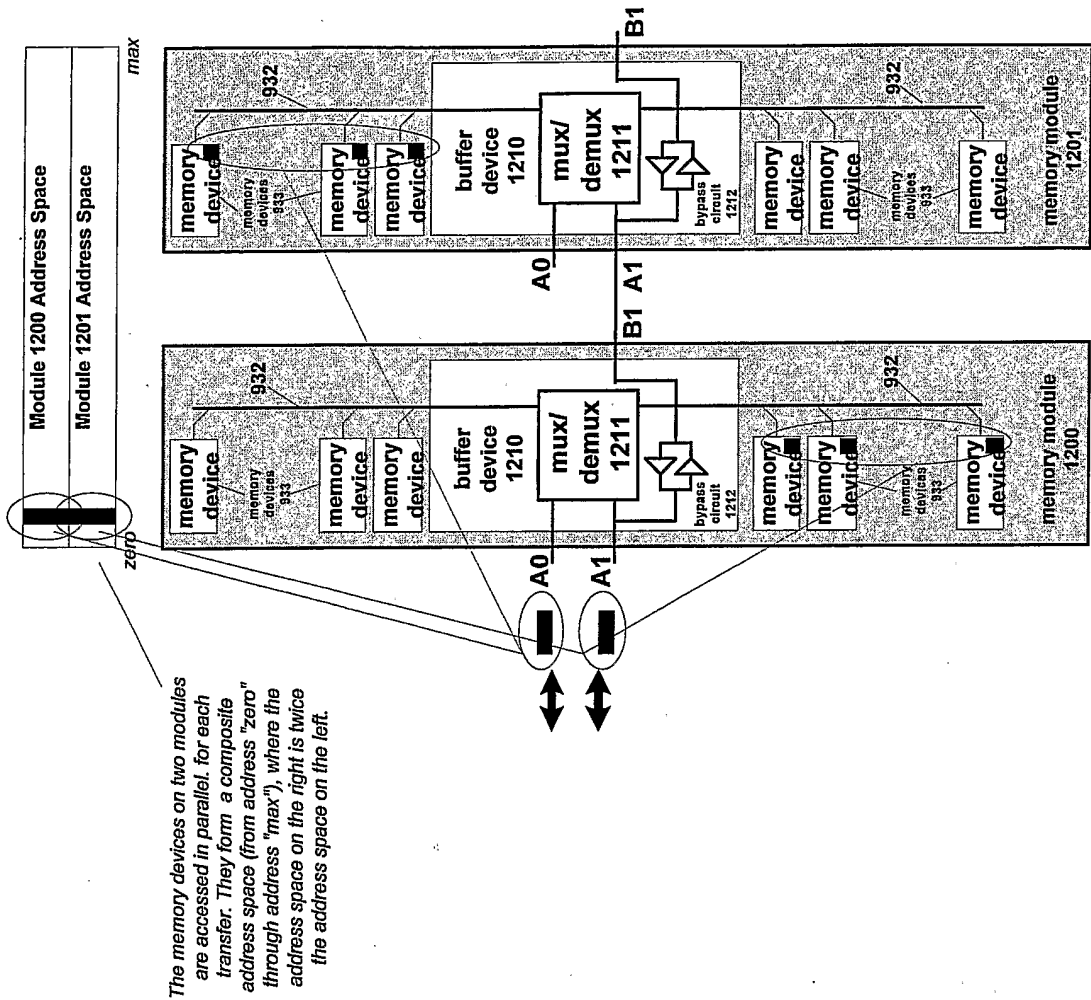 Module 1200 Address Space
Module 1201 Address Space
zero
max
The memory devices on two modules
are accessed in parallel. for each
transfer. They form a composite
address space (from address "zero"
through address "max"), where the
address space on the right is twice
the address space on the left.
A0
A1
memory
device
memory
devices
933
memory
device
memory
device
932
buffer
device
1210
mux/
demux
1211
bypass
circuit
1212
B1
memory
device
memory
device
memory
devices
933
memory
device
932
memory module
1200
A0
A1
memory
device
memory
devices
933
memory
device
memory
device
932
buffer
device
1210
mux/
demux
1211
bypass
circuit
1212
B1
memory
device
memory
device
memory
devices
933
memory
device
932
memory module
1201